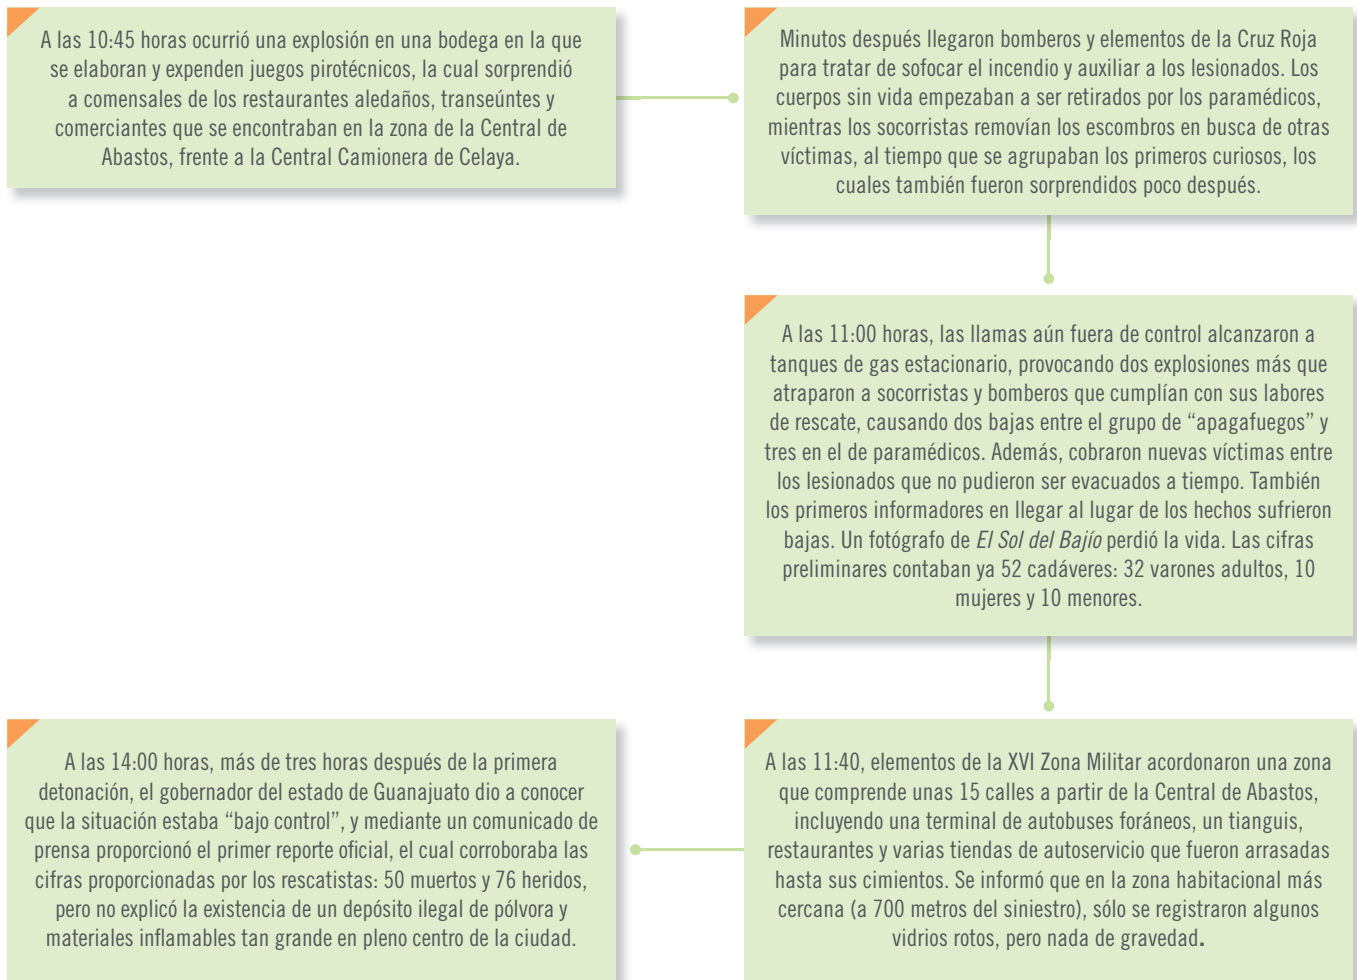 A las 10:45 horas ocurrió una explosión en una bodega en la que
se elaboran y expenden juegos pirotécnicos, la cual sorprendió
a comensales de los restaurantes aledaños, transeúntes y
comerciantes que se encontraban en la zona de la Central de
Abastos, frente a la Central Camionera de Celaya.
Minutos después llegaron bomberos y elementos de la Cruz Roja
para tratar de sofocar el incendio y auxiliar a los lesionados. Los
cuerpos sin vida empezaban a ser retirados por los paramédicos,
mientras los socorristas removían los escombros en busca de otras
víctimas, al tiempo que se agrupaban los primeros curiosos, los
cuales también fueron sorprendidos poco después.
A las 11:00 horas, las llamas aún fuera de control alcanzaron a
tanques de gas estacionario, provocando dos explosiones más que
atraparon a socorristas y bomberos que cumplían con sus labores
de rescate, causando dos bajas entre el grupo de “apagafuegos” y
tres en el de paramédicos. Además, cobraron nuevas víctimas entre
los lesionados que no pudieron ser evacuados a tiempo. También
los primeros informadores en llegar al lugar de los hechos sufrieron
bajas. Un fotógrafo de El Sol del Bajío perdió la vida. Las cifras
preliminares contaban ya 52 cadáveres: 32 varones adultos, 10
mujeres y 10 menores.
A las 11:40, elementos de la XVI Zona Militar acordonaron una zona
que comprende unas 15 calles a partir de la Central de Abastos,
incluyendo una terminal de autobuses foráneos, un tianguis,
restaurantes y varias tiendas de autoservicio que fueron arrasadas
hasta sus cimientos. Se informó que en la zona habitacional más
cercana (a 700 metros del siniestro), sólo se registraron algunos
vidrios rotos, pero nada de gravedad.
A las 14:00 horas, más de tres horas después de la primera
detonación, el gobernador del estado de Guanajuato dio a conocer
que la situación estaba “bajo control”, y mediante un comunicado de
prensa proporcionó el primer reporte oficial, el cual corroboraba las
cifras proporcionadas por los rescatistas: 50 muertos y 76 heridos,
pero no explicó la existencia de un depósito ilegal de pólvora y
materiales inflamables tan grande en pleno centro de la ciudad.